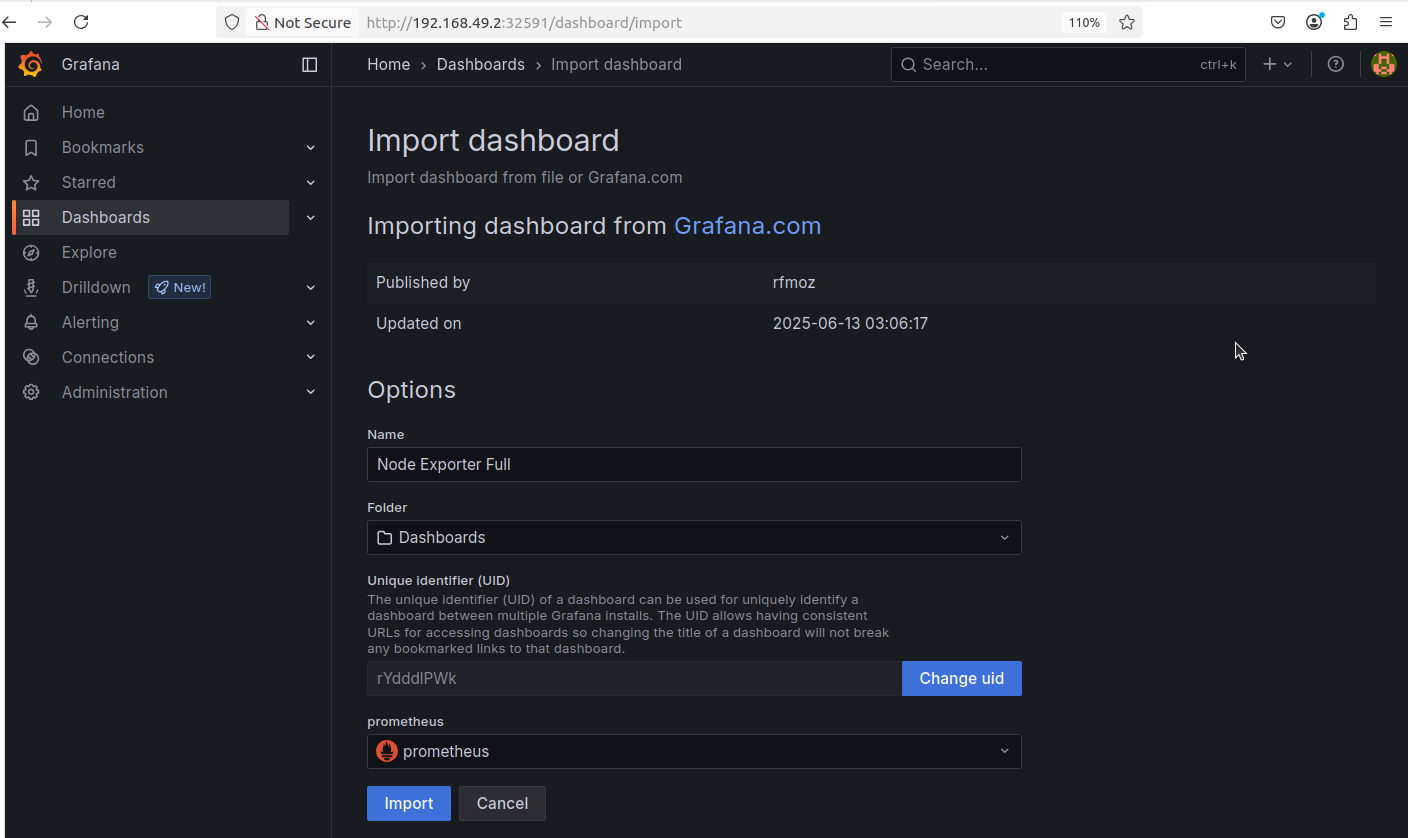 Not Secure http://192.168.49.2:32591/dashboard/import 110%
Grafana Home › Dashboards › Import dashboard Search... ctrl+k
Home
Bookmarks
Starred
Dashboards
Explore
Drilldown New!
Alerting
Connections
Administration
Import dashboard
Import dashboard from file or Grafana.com
Importing dashboard from Grafana.com
Published by rfmoz
Updated on 2025-06-13 03:06:17
Options
Name
Node Exporter Full
Folder
Dashboards
Unique identifier (UID)
The unique identifier (UID) of a dashboard can be used for uniquely identify a
dashboard between multiple Grafana installs. The UID allows having consistent
URLs for accessing dashboards so changing the title of a dashboard will not break
any bookmarked links to that dashboard.
rYdddlPWk Change uid
prometheus
prometheus
Import Cancel